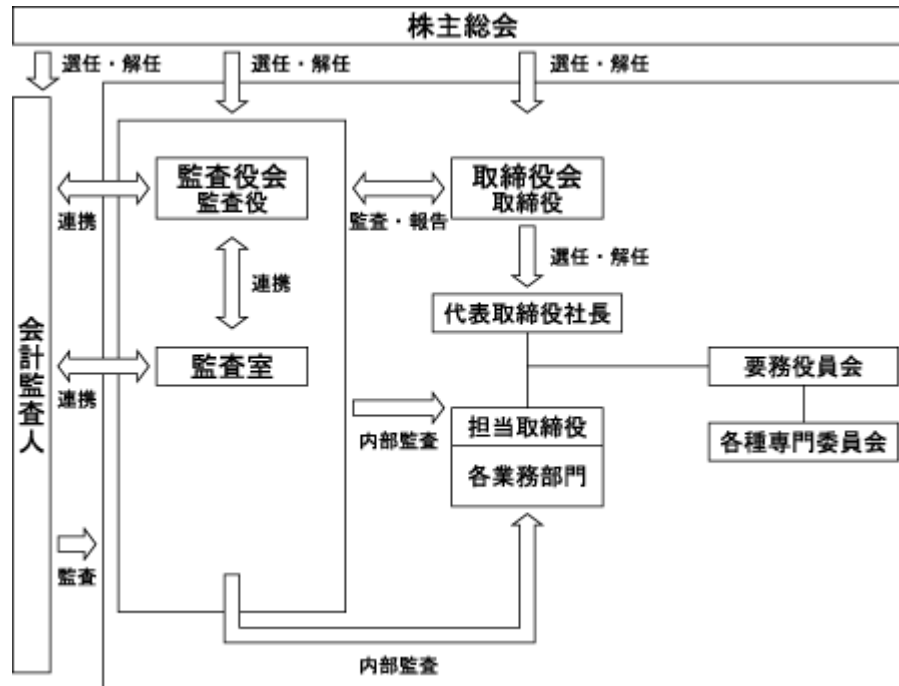 株主総会
選任・解任
選任・解任
選任・解任
監査役会
監査役
取締役会
取締役
連携
監査・報告
連携
選任・解任
代表取締役社長
会計監査人
監査室
要務役員会
連携
内部監査
担当取締役
各業務部門
各種専門委員会
監査
内部監査